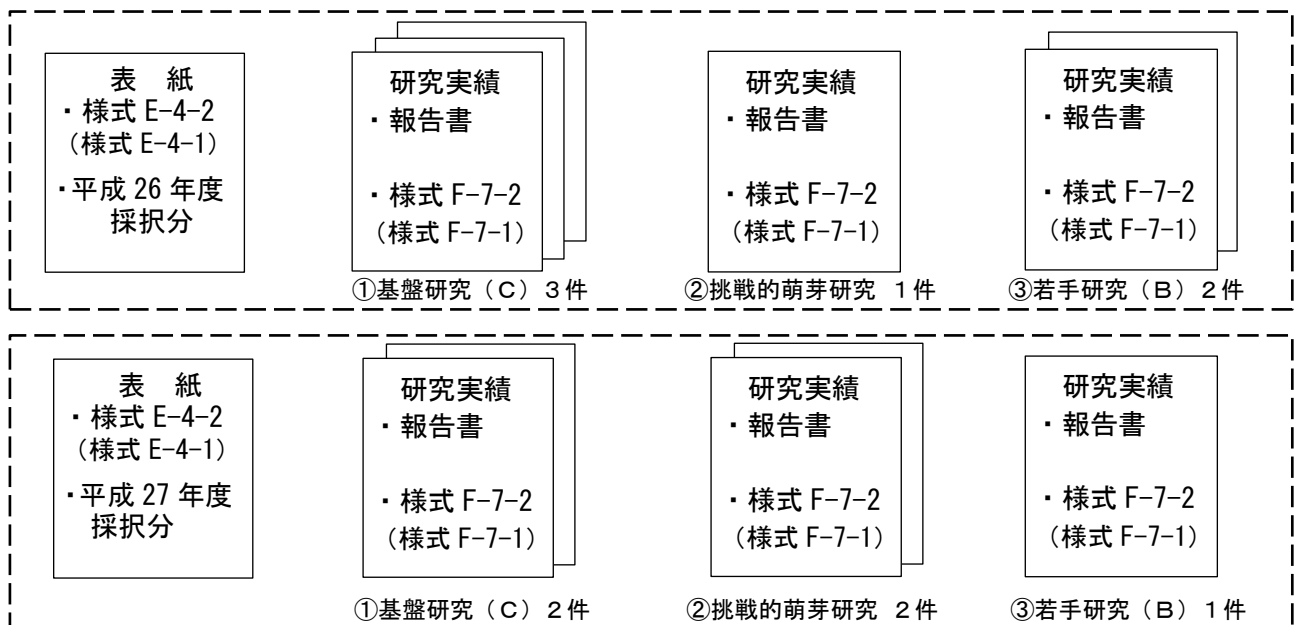 表　紙
・様式 E-4-2
(様式 E-4-1)
・平成 26 年度
採択分
研究実績
・報告書
・様式 F-7-2
(様式 F-7-1)
①基盤研究（C）３件
研究実績
・報告書
・様式 F-7-2
(様式 F-7-1)
②挑戦的萌芽研究 １件
研究実績
・報告書
・様式 F-7-2
(様式 F-7-1)
③若手研究（B）２件
表　紙
・様式 E-4-2
(様式 E-4-1)
・平成 27 年度
採択分
研究実績
・報告書
・様式 F-7-2
(様式 F-7-1)
①基盤研究（C）２件
研究実績
・報告書
・様式 F-7-2
(様式 F-7-1)
②挑戦的萌芽研究 ２件
研究実績
・報告書
・様式 F-7-2
(様式 F-7-1)
③若手研究（B）１件